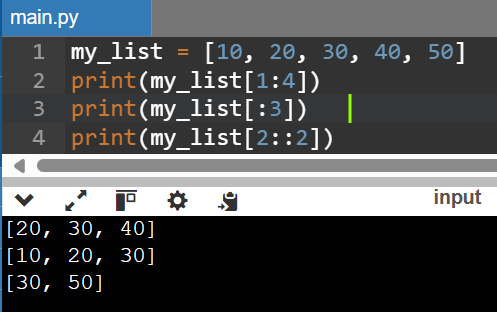 main.py
1 my_list = [10, 20, 30, 40, 50]
2 print(my_list[1:4])
3 print(my_list[:3])
4 print(my_list[2::2])
input
[20, 30, 40]
[10, 20, 30]
[30, 50]